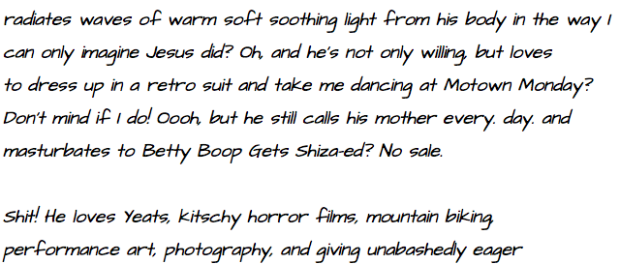 radiates waves of warm soft soothing light from his body in the way I
can only imagine Jesus did? Oh, and he's not only willing, but loves
to dress up in a retro suit and take me dancing at Motown Monday?
Don't mind if I do! Oooh, but he still calls his mother every. day. and
masturbates to Betty Boop Gets Shiza-ed? No sale.

Shit! He loves Yeats, kitschy horror films, mountain biking,
performance art, photography, and giving unabashedly eager